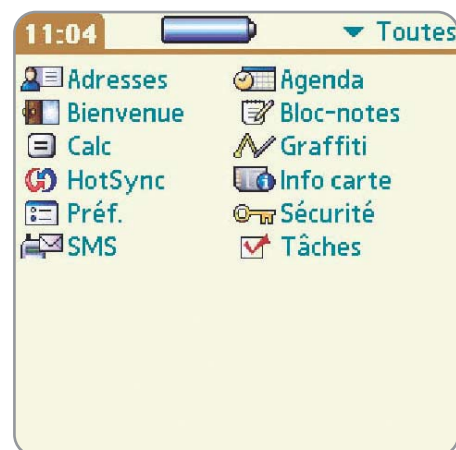 11:04 Toutes
Adresses Agenda
Bienvenue Bloc-notes
Calc Graffiti
HotSync Info carte
Préf. Sécurité
SMS Tâches